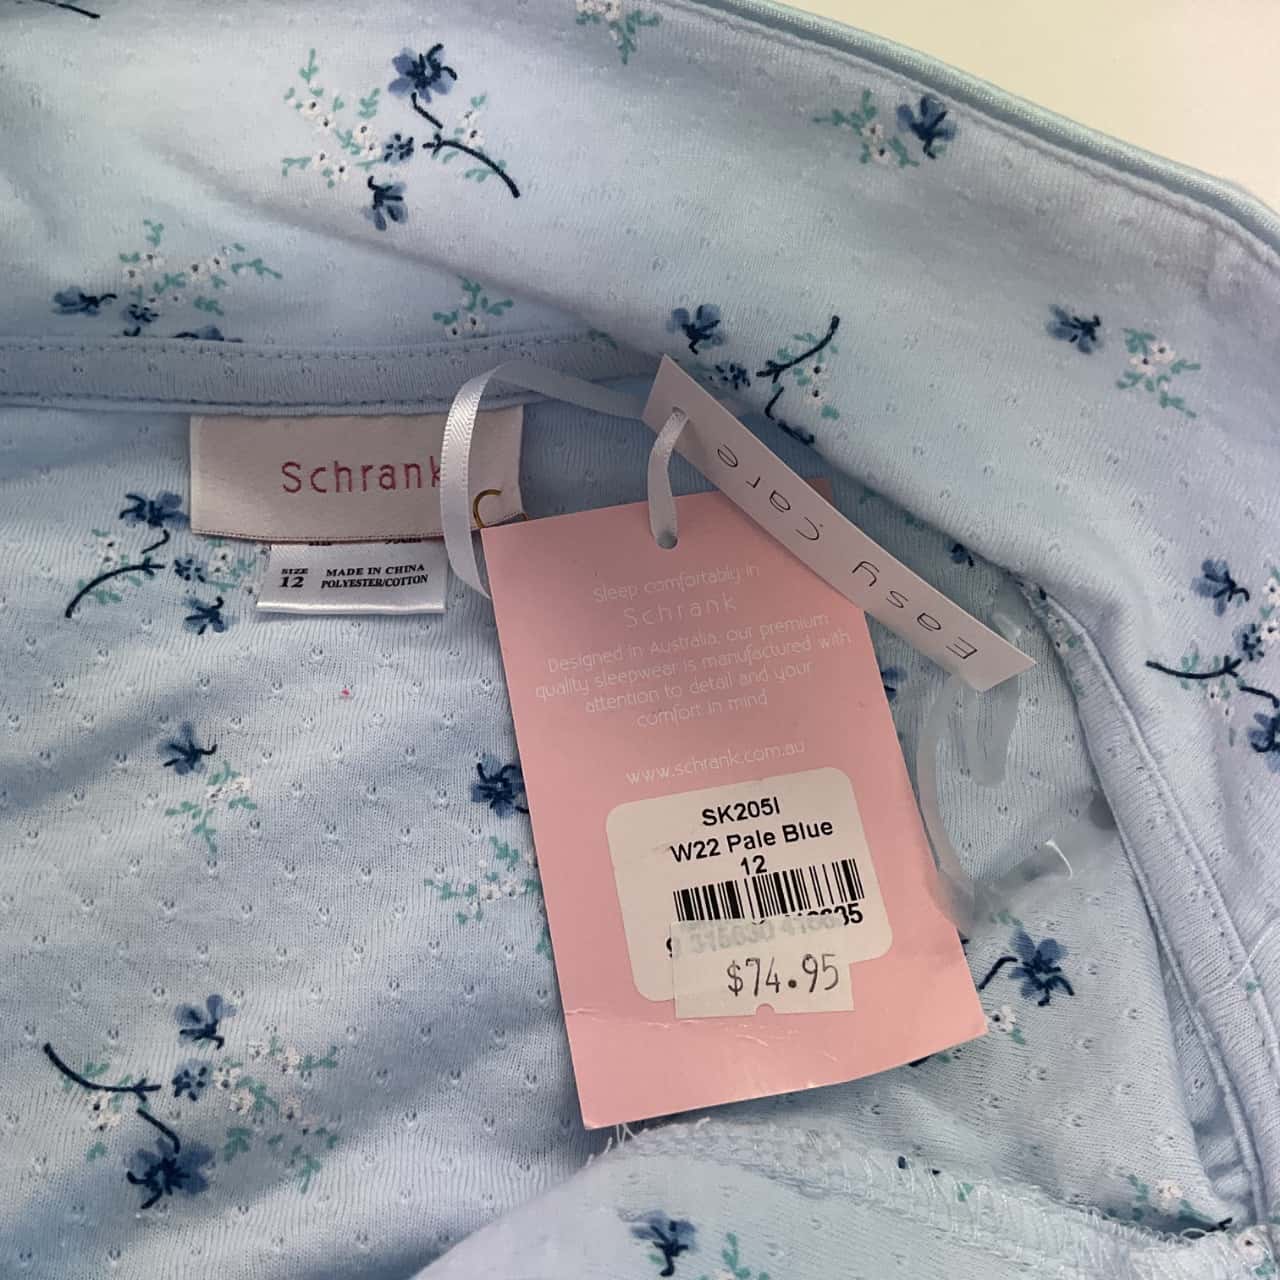 Schrank
SIZE
12
MADE IN CHINA
POLYESTER/COTTON
Easy care
Sleep comfortably in
Schrank
Designed in Australia, our premium
quality sleepwear is manufactured with
attention to detail and your
comfort in mind
www.schrank.com.au
SK205I
W22 Pale Blue
12
$74.95